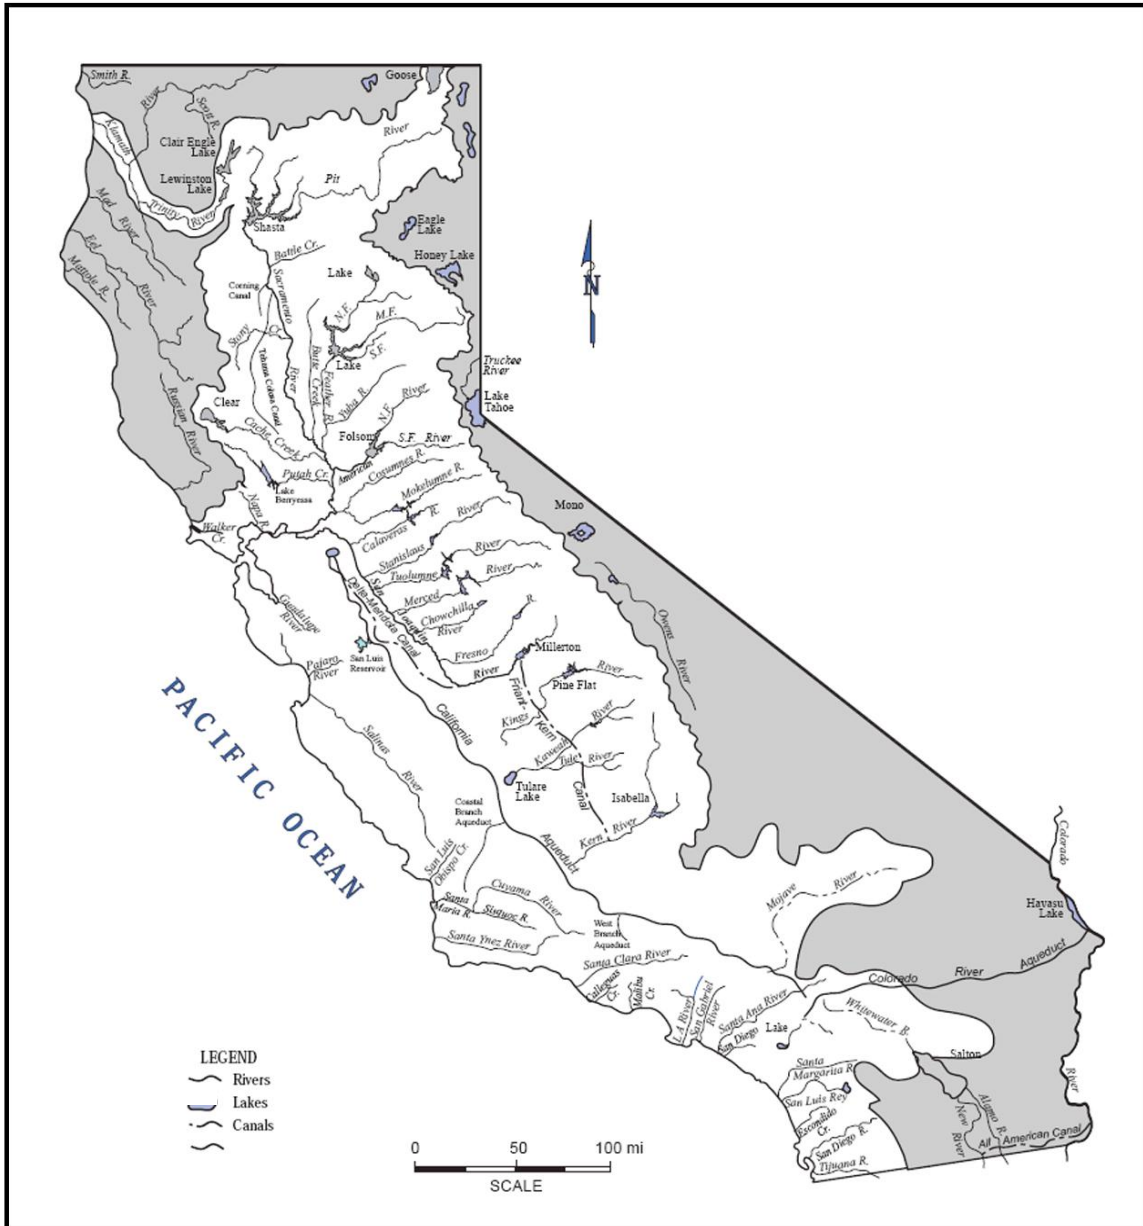 Smith R.
Goose
River
Scott R.
River
Klamath
Clair Engle
Lake
Lewinston
Lake
Pit
Trinity
River
Mad
River
Shasta
Eagle
Lake
Eel
Honey Lake
Battle Cr.
Mattole R.
Lake
River
Corning
Canal
Sacramento
N.F.
M.F.
N
Stony
Cr.
S.F.
Lake
Truckee
River
Tehama Colusa Canal
River
Butte
Creek
Feather R.
Yuba R.
N.F.
River
Lake
Tahoe
Russian
River
Clear
Cache Creek
Folsom
S.F. River
American
Cosumnes R.
Putah Cr.
Lake
Berryessa
Mokelumne R.
Napa R.
R.
River
Mono
Walker
Cr.
Calaveras
Stanislaus
River
Tuolumne
River
San
Joaquin
Delta-Mendota Canal
Merced
Guadalupe
River
Chowchilla
River
R.
Owens
River
San Luis
Reservoir
Fresno
Millerton
Pajaro
River
River
Pine Flat
River
Friant-
Kern
Canal
Kings
California
River
Salinas
River
Kaweah
Tule River
PACIFIC OCEAN
Tulare
Lake
Isabella
Coastal
Branch
Aqueduct
Colorado
Kern River
Aqueduct
San Luis
Obispo Cr.
Cuyama
River
Mojave River
Santa
Maria R.
Sisquoc R.
Havasu
Lake
West
Branch
Aqueduct
Santa Ynez River
Santa Clara River
Colorado River Aqueduct
Calleguas
Cr.
Malibu
Cr.
L.A River
San Gabriel
River
Santa Ana River
San Diego
Lake
Whitewater R.
Salton
LEGEND
Rivers
Lakes
Canals
Santa
Margarita R.
San Luis Rey
Escondido
Cr.
San Diego R.
Tijuana R.
New
River
Alamo R.
River
All American Canal
0 50 100 mi
SCALE